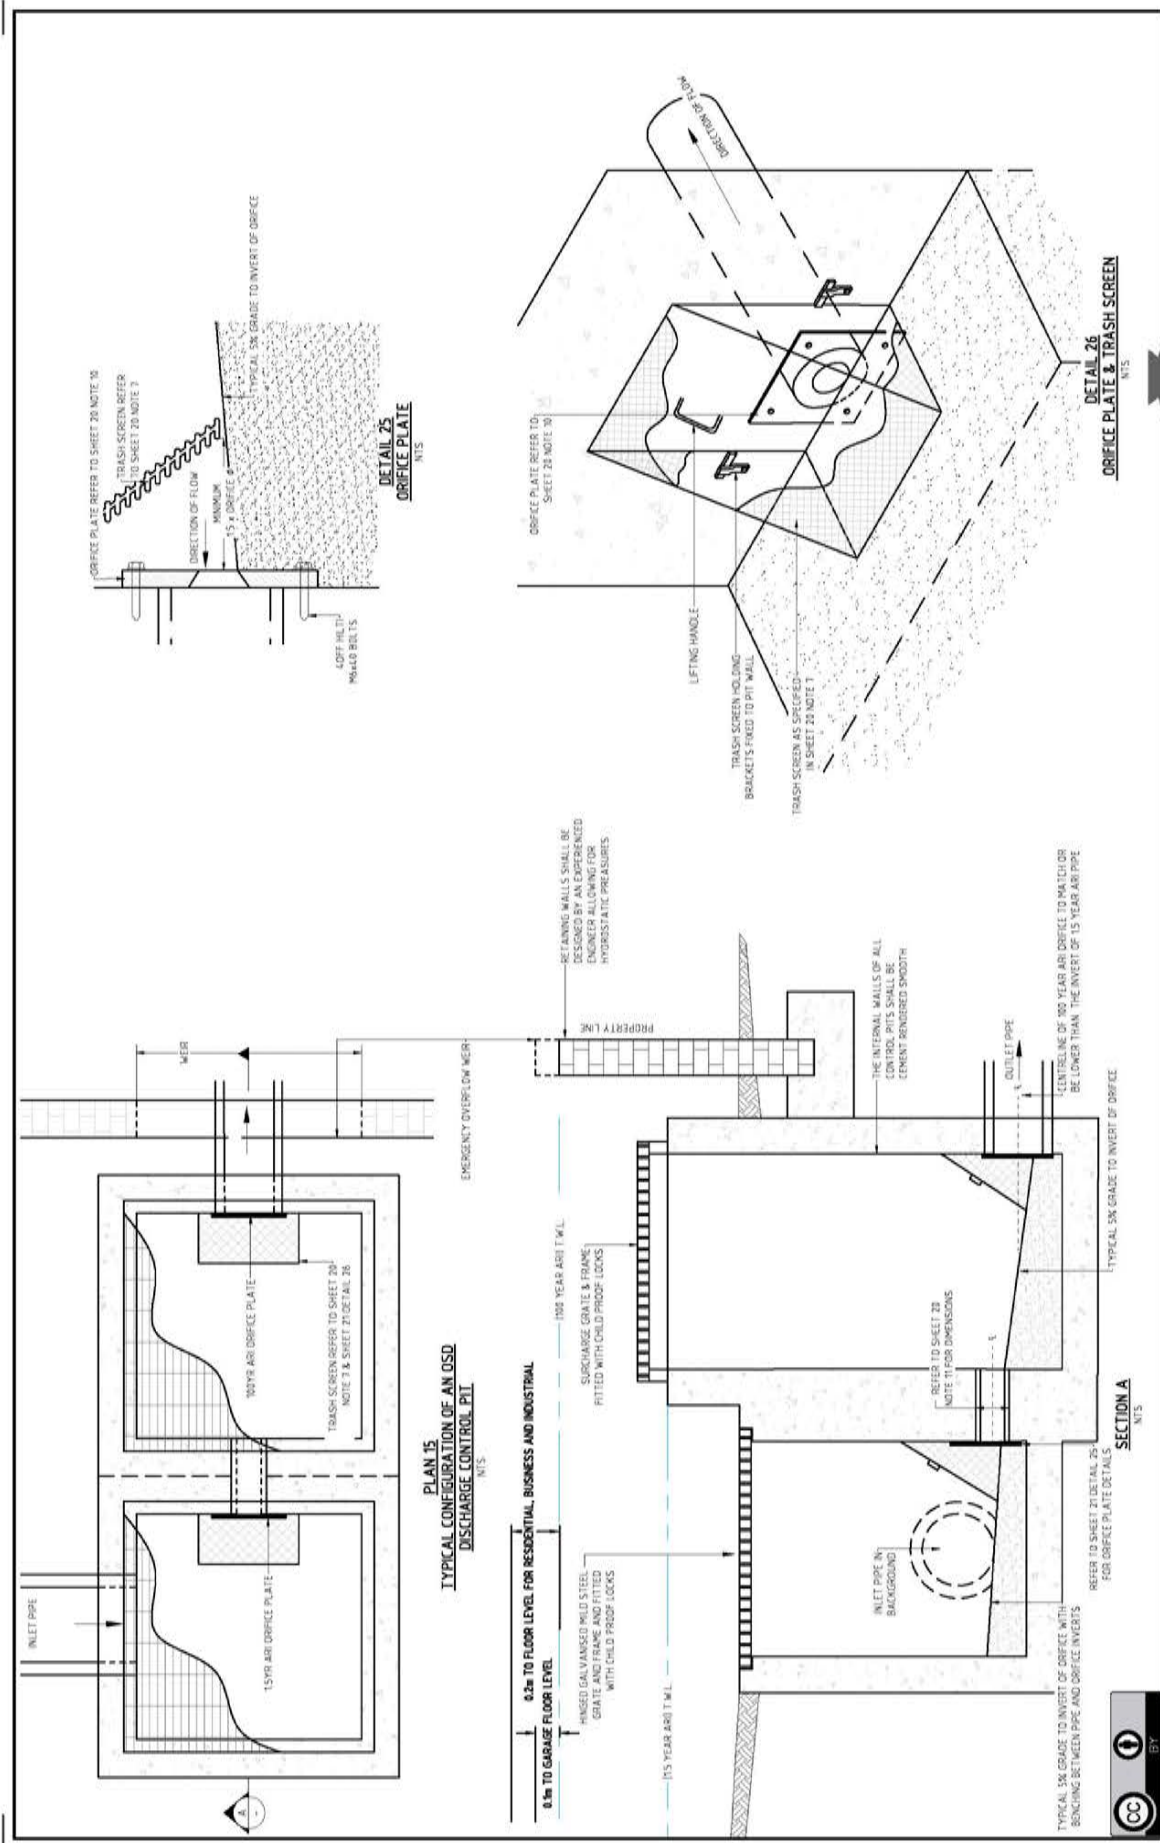 INLET PIPE
1.5YR ARI ORIFICE PLATE
100YR ARI ORIFICE PLATE
TRASH SCREEN REFER TO SHEET 20
NOTE 7 & SHEET 21 DETAIL 26
WEIR
A
-
PLAN 15
TYPICAL CONFIGURATION OF AN OSD
DISCHARGE CONTROL PIT
NTS
EMERGENCY OVERFLOW WEIR
ORIFICE PLATE REFER TO SHEET 20 NOTE 10
TRASH SCREEN REFER
TO SHEET 20 NOTE 7
DIRECTION OF FLOW
MINIMUM
TYPICAL 5% GRADE TO INVERT OF ORIFICE
4OFF HILTI
M6x40 BOLTS
DETAIL 25
ORIFICE PLATE
NTS
0.2m TO FLOOR LEVEL FOR RESIDENTIAL, BUSINESS AND INDUSTRIAL
0.1m TO GARAGE FLOOR LEVEL
(100 YEAR ARI) T.W.L.
(1.5 YEAR ARI) T.W.L.
HINGED GALVANISED MILD STEEL
GRATE AND FRAME AND FITTED
WITH CHILD PROOF LOCKS
SURCHARGE GRATE & FRAME
FITTED WITH CHILD PROOF LOCKS
RETAINING WALLS SHALL BE
DESIGNED BY AN EXPERIENCED
ENGINEER ALLOWING FOR
HYDROSTATIC PREASURES
PROPERTY LINE
THE INTERNAL WALLS OF ALL
CONTROL PITS SHALL BE
CEMENT RENDERED SMOOTH
INLET PIPE IN
BACKGROUND
REFER TO SHEET 20
NOTE 11 FOR DIMENSIONS
OUTLET PIPE
CENTRELINE OF 100 YEAR ARI ORIFICE TO MATCH OR
BE LOWER THAN THE INVERT OF 1.5 YEAR ARI PIPE
TYPICAL 5% GRADE TO INVERT OF ORIFICE WITH
BENCHING BETWEEN PIPE AND ORIFICE INVERTS
REFER TO SHEET 21 DETAIL 25
FOR ORIFICE PLATE DETAILS
TYPICAL 5% GRADE TO INVERT OF ORIFICE
SECTION A
NTS
ORIFICE PLATE REFER TO
SHEET 20 NOTE 10
DIRECTION OF FLOW
LIFTING HANDLE
TRASH SCREEN HOLDING
BRACKETS FIXED TO PIT WALL
TRASH SCREEN AS SPECIFIED
IN SHEET 20 NOTE 7
DETAIL 26
ORIFICE PLATE & TRASH SCREEN
NTS
CC
BY